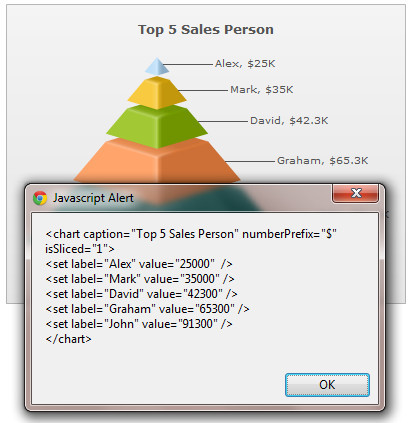 Top 5 Sales Person
Alex, $25K
Mark, $35K
David, $42.3K
Graham, $65.3K
Javascript Alert
<chart caption="Top 5 Sales Person" numberPrefix="$"
isSliced="1">
<set label="Alex" value="25000" />
<set label="Mark" value="35000" />
<set label="David" value="42300" />
<set label="Graham" value="65300" />
<set label="John" value="91300" />
</chart>
OK